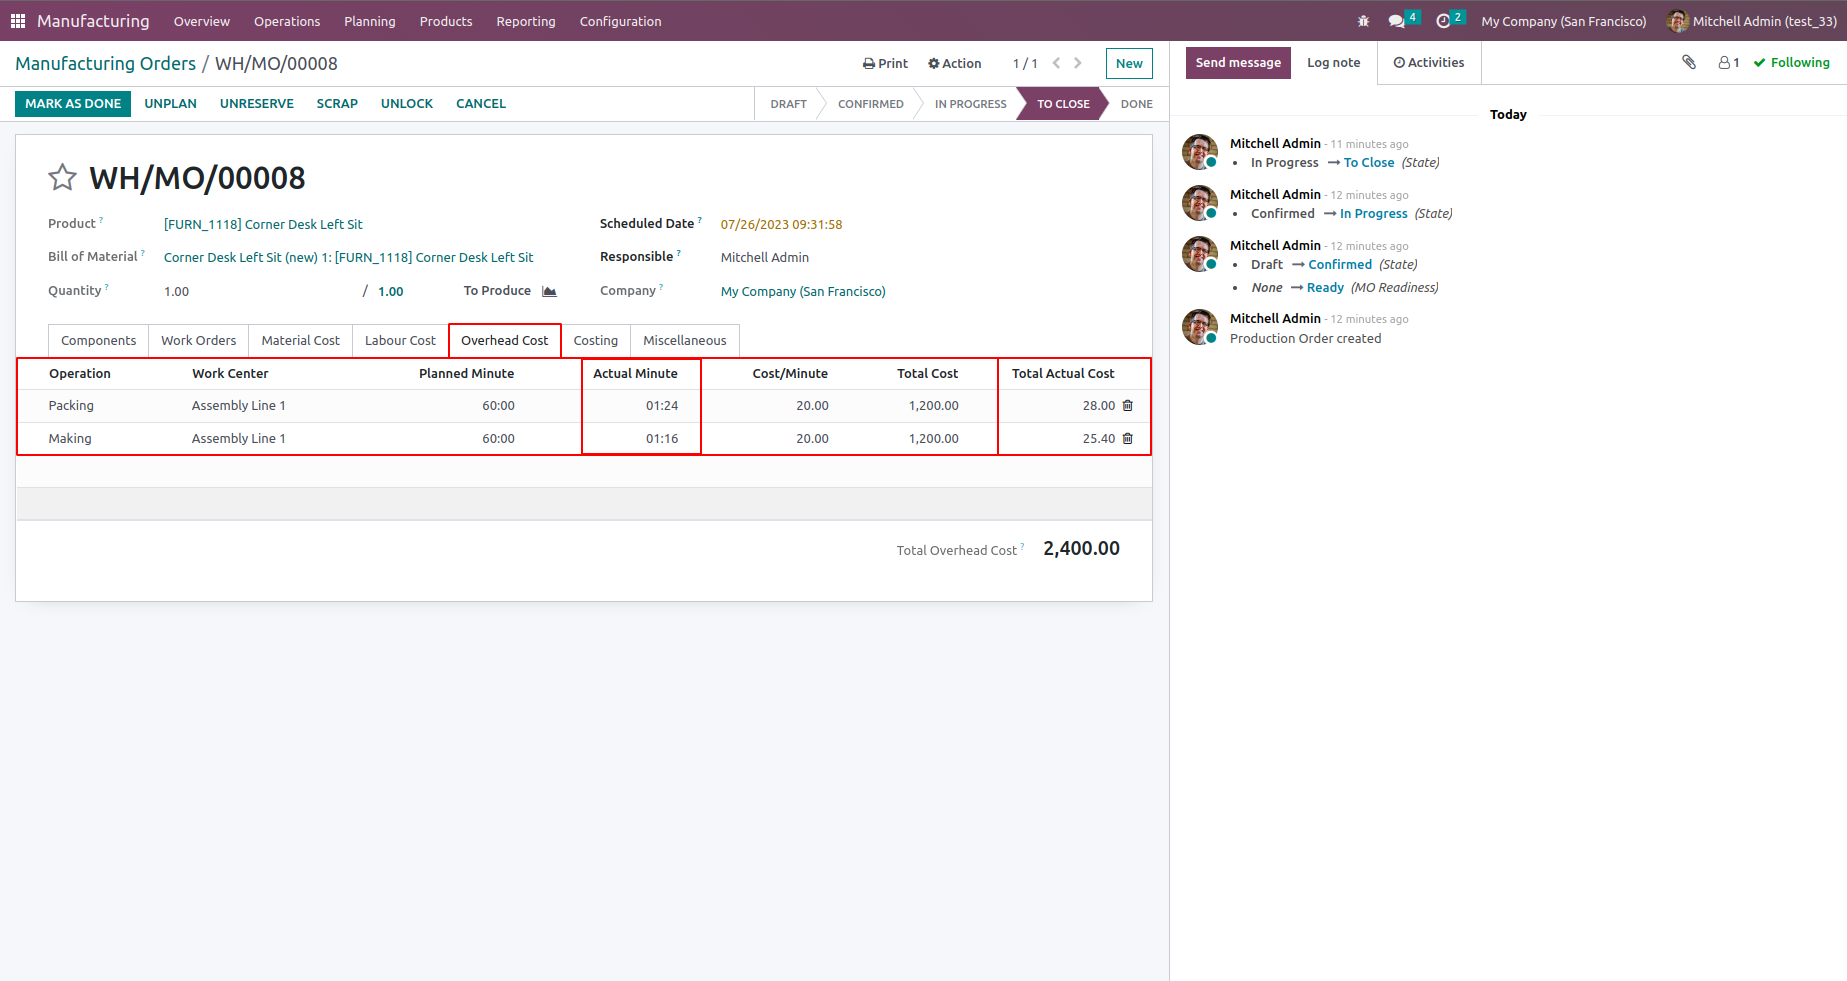 Manufacturing Overview Operations Planning Products Reporting Configuration 4 2 My Company (San Francisco) Mitchell Admin (test_33)
Manufacturing Orders / WH/MO/00008 Print Action 1 / 1 New
MARK AS DONE UNPLAN UNRESERVE SCRAP UNLOCK CANCEL DRAFT CONFIRMED IN PROGRESS TO CLOSE DONE
WH/MO/00008
Product ? [FURN_1118] Corner Desk Left Sit Scheduled Date ? 07/26/2023 09:31:58
Bill of Material ? Corner Desk Left Sit (new) 1: [FURN_1118] Corner Desk Left Sit Responsible ? Mitchell Admin
Quantity ? 1.00 / 1.00 To Produce Company ? My Company (San Francisco)
Components Work Orders Material Cost Labour Cost Overhead Cost Costing Miscellaneous
Operation Work Center Planned Minute Actual Minute Cost/Minute Total Cost Total Actual Cost
Packing Assembly Line 1 60:00 01:24 20.00 1,200.00 28.00
Making Assembly Line 1 60:00 01:16 20.00 1,200.00 25.40
Total Overhead Cost ? 2,400.00
Send message Log note Activities 1 Following
Today
Mitchell Admin - 11 minutes ago
• In Progress → To Close (State)
Mitchell Admin - 12 minutes ago
• Confirmed → In Progress (State)
Mitchell Admin - 12 minutes ago
• Draft → Confirmed (State)
• None → Ready (MO Readiness)
Mitchell Admin - 12 minutes ago
Production Order created